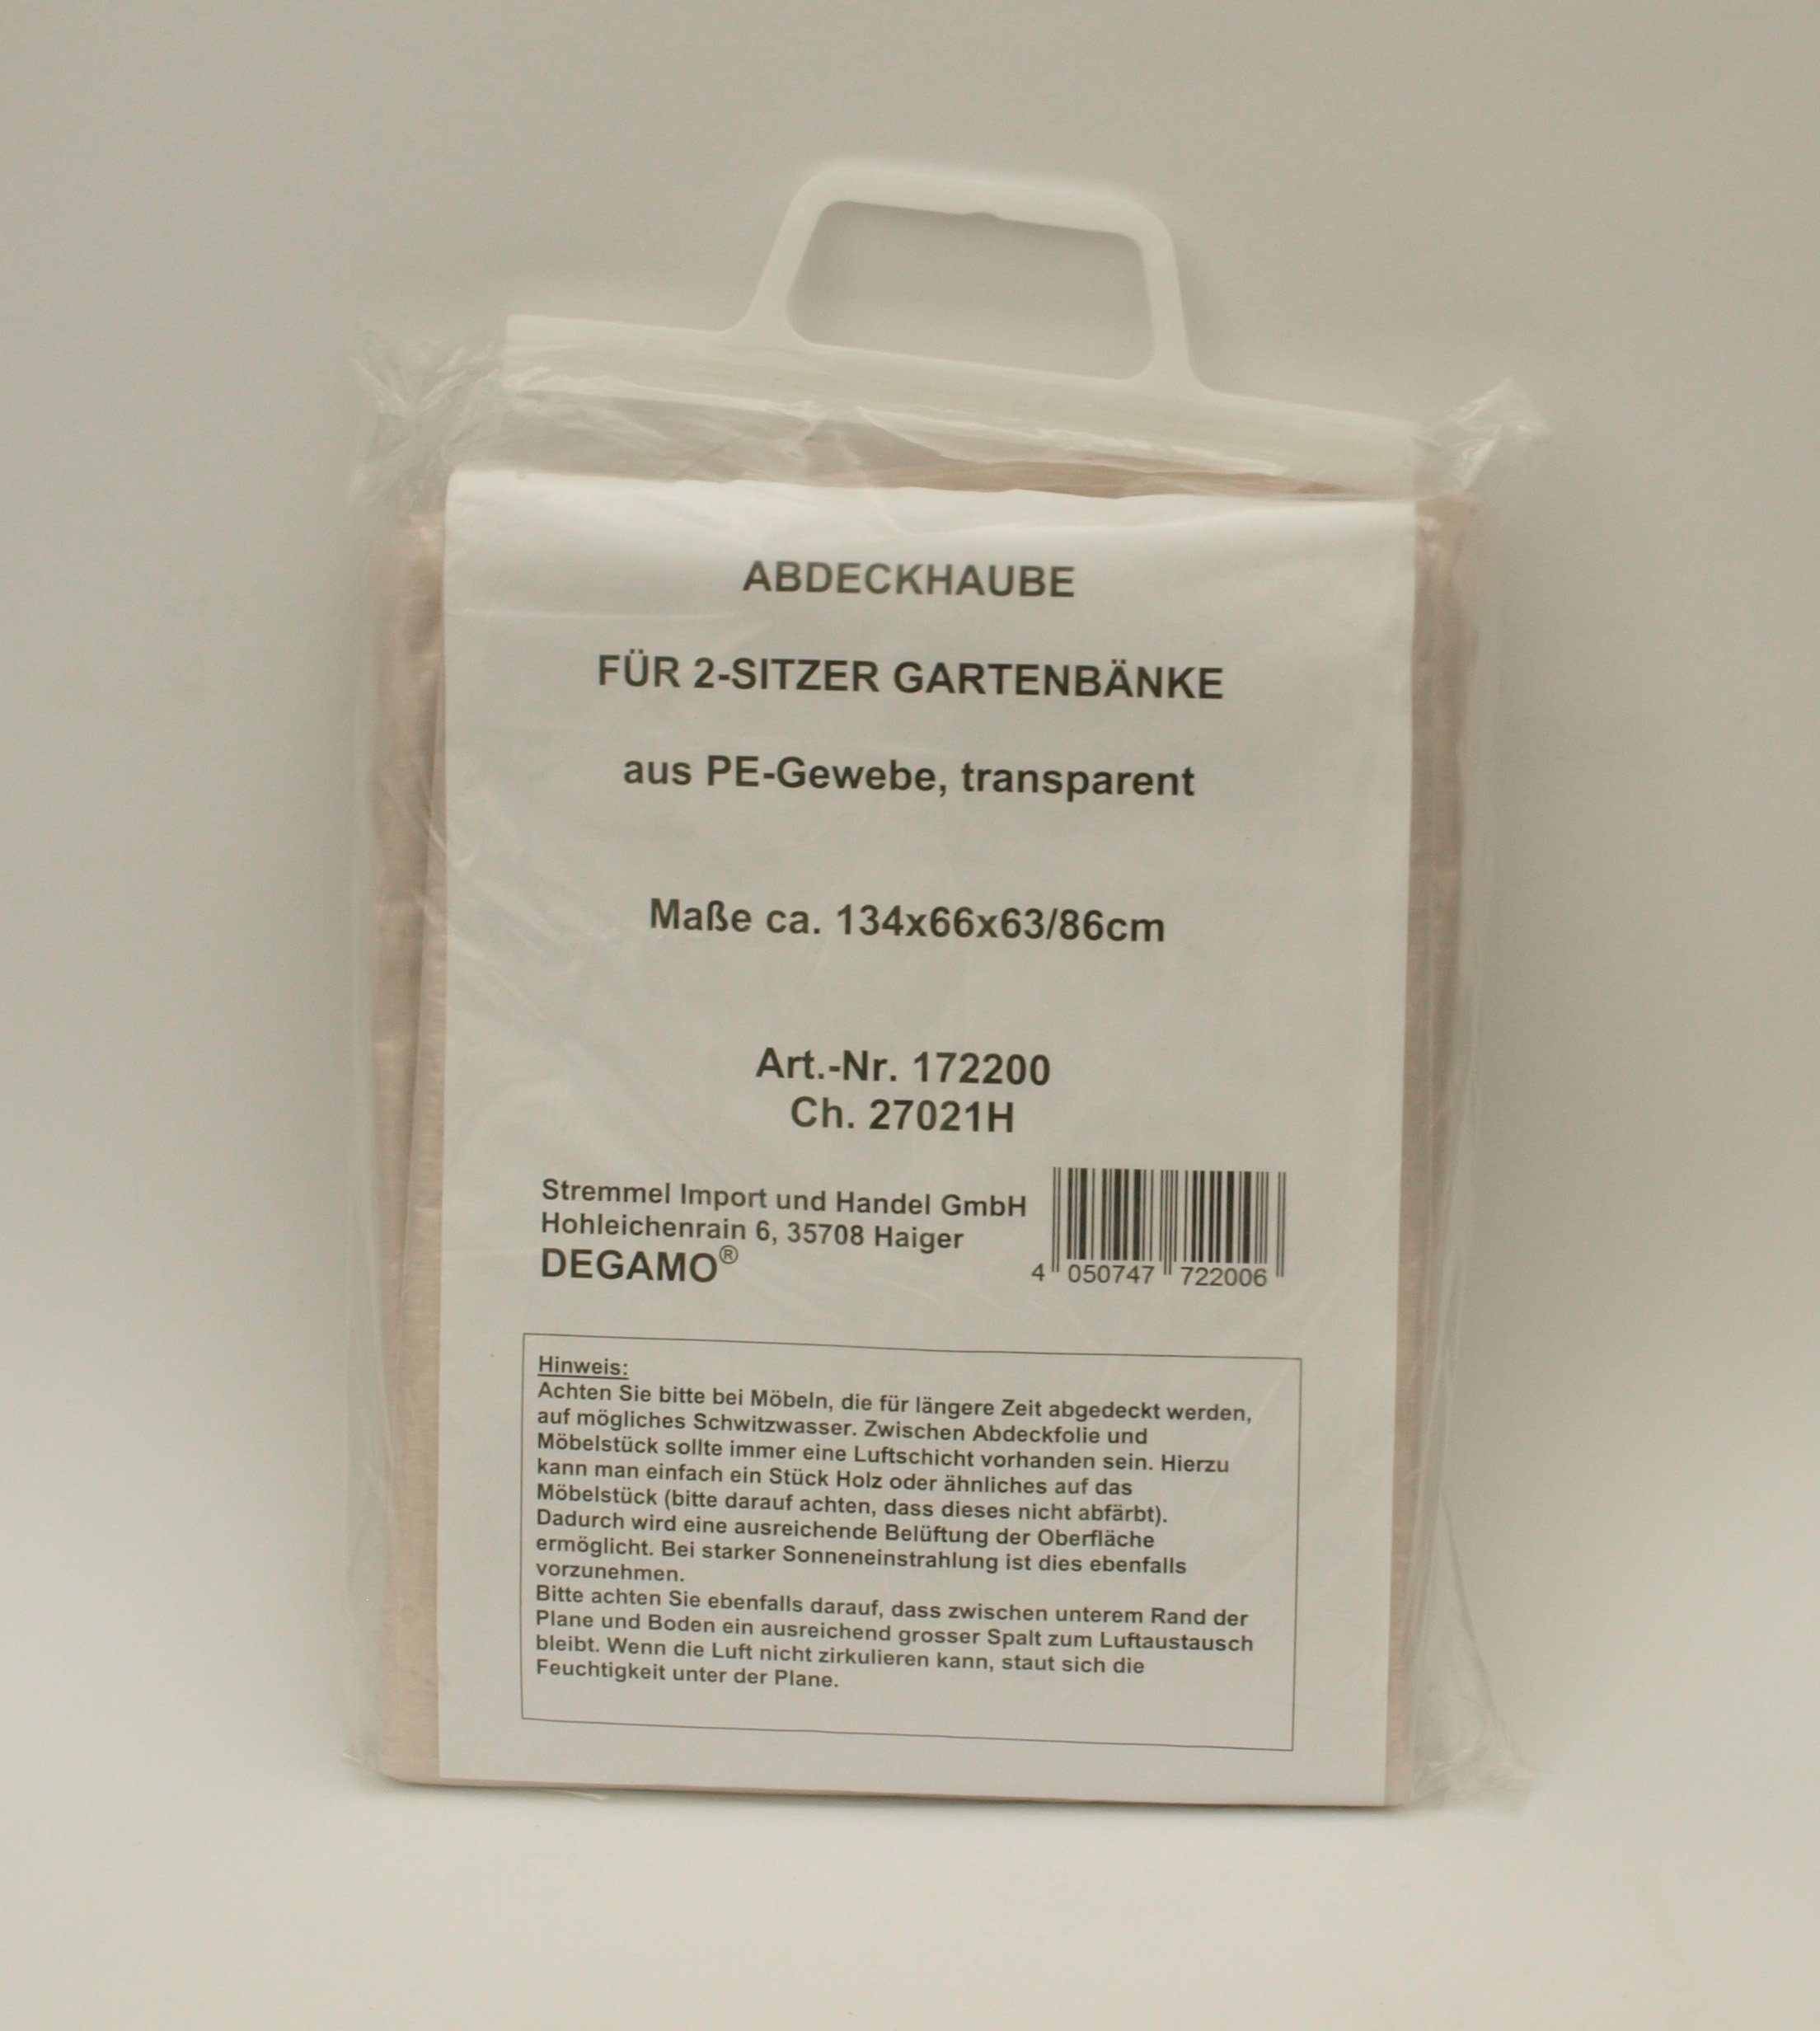 ABDECKHAUBE
FÜR 2-SITZER GARTENBÄNKE
aus PE-Gewebe, transparent
Maße ca. 134x66x63/86cm
Art.-Nr. 172200
Ch. 27021H
Stremmel Import und Handel GmbH
Hohleichenrain 6, 35708 Haiger
DEGAMO®
4 050747 722006
Hinweis:
Achten Sie bitte bei Möbeln, die für längere Zeit abgedeckt werden,
auf mögliches Schwitzwasser. Zwischen Abdeckfolie und
Möbelstück sollte immer eine Luftschicht vorhanden sein. Hierzu
kann man einfach ein Stück Holz oder ähnliches auf das
Möbelstück (bitte darauf achten, dass dieses nicht abfärbt).
Dadurch wird eine ausreichende Belüftung der Oberfläche
ermöglicht. Bei starker Sonneneinstrahlung ist dies ebenfalls
vorzunehmen.
Bitte achten Sie ebenfalls darauf, dass zwischen unterem Rand der
Plane und Boden ein ausreichend grosser Spalt zum Luftaustausch
bleibt. Wenn die Luft nicht zirkulieren kann, staut sich die
Feuchtigkeit unter der Plane.